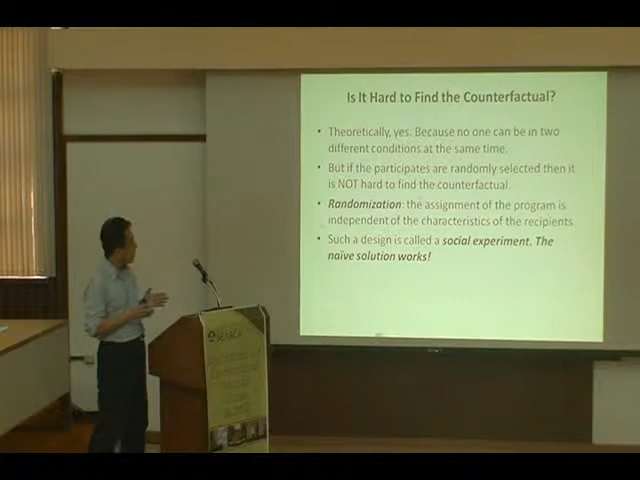 Is It Hard to Find the Counterfactual?
• Theoretically, yes. Because no one can be in two
different conditions at the same time.
• But if the participates are randomly selected then it
is NOT hard to find the counterfactual.
• Randomization: the assignment of the program is
independent of the characteristics of the recipients
• Such a design is called a social experiment. The
naïve solution works!